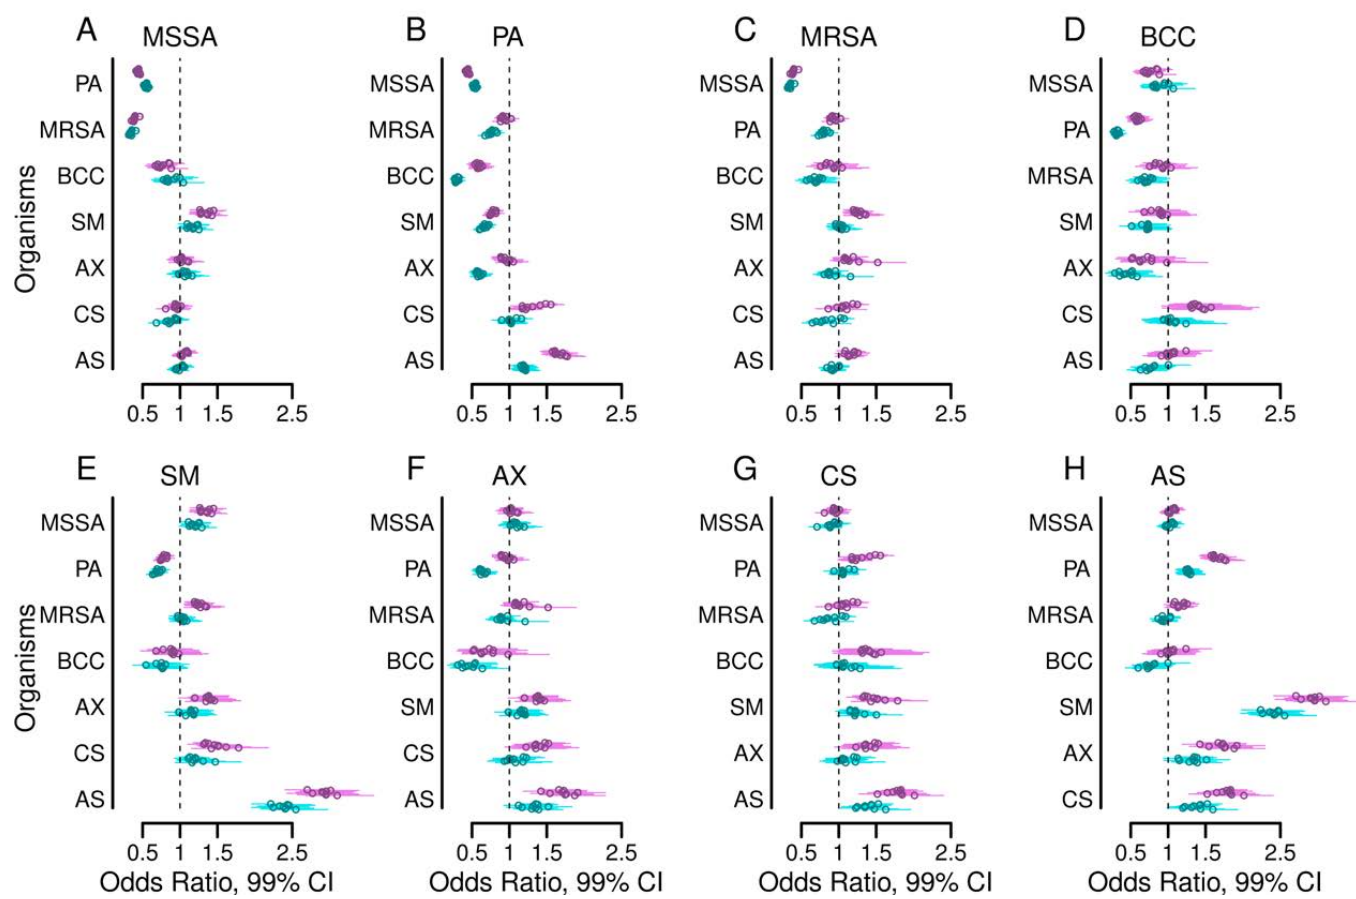 A MSSA B PA C MRSA D BCC
Organisms
PA
MRSA
BCC
SM
AX
CS
AS
0.5 1 1.5 2.5
MSSA
MRSA
BCC
SM
AX
CS
AS
0.5 1 1.5 2.5
MSSA
PA
BCC
SM
AX
CS
AS
0.5 1 1.5 2.5
MSSA
PA
MRSA
SM
AX
CS
AS
0.5 1 1.5 2.5
E SM F AX G CS H AS
Organisms
MSSA
PA
MRSA
BCC
AX
CS
AS
0.5 1 1.5 2.5
Odds Ratio, 99% CI
MSSA
PA
MRSA
BCC
SM
CS
AS
0.5 1 1.5 2.5
Odds Ratio, 99% CI
MSSA
PA
MRSA
BCC
SM
AX
AS
0.5 1 1.5 2.5
Odds Ratio, 99% CI
MSSA
PA
MRSA
BCC
SM
AX
CS
0.5 1 1.5 2.5
Odds Ratio, 99% CI